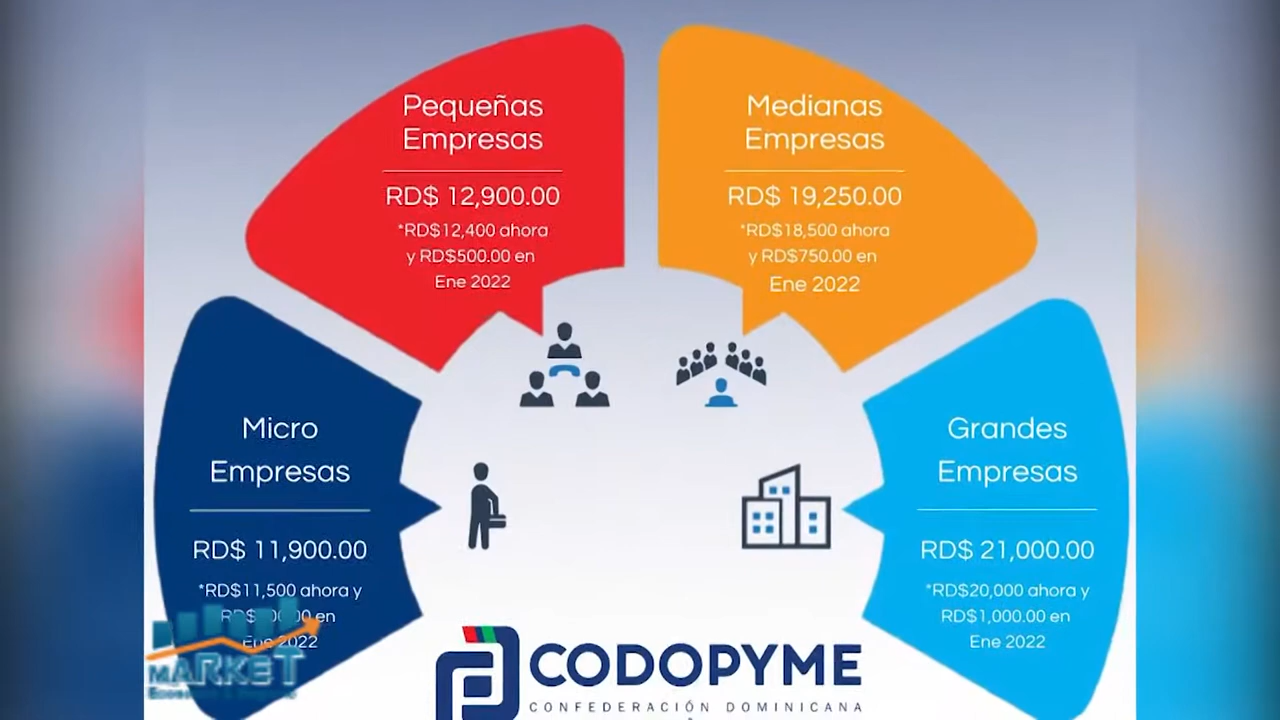 Pequeñas
Empresas
RD$ 12,900.00
*RD$12,400 ahora
y RD$500.00 en
Ene 2022
Medianas
Empresas
RD$ 19,250.00
*RD$18,500 ahora
y RD$750.00 en
Ene 2022
Micro
Empresas
RD$ 11,900.00
*RD$11,500 ahora y
en
Ene 2022
Grandes
Empresas
RD$ 21,000.00
*RD$20,000 ahora y
RD$1,000.00 en
Ene 2022
MARKET
CODOPYME
CONFEDERACIÓN DOMINICANA